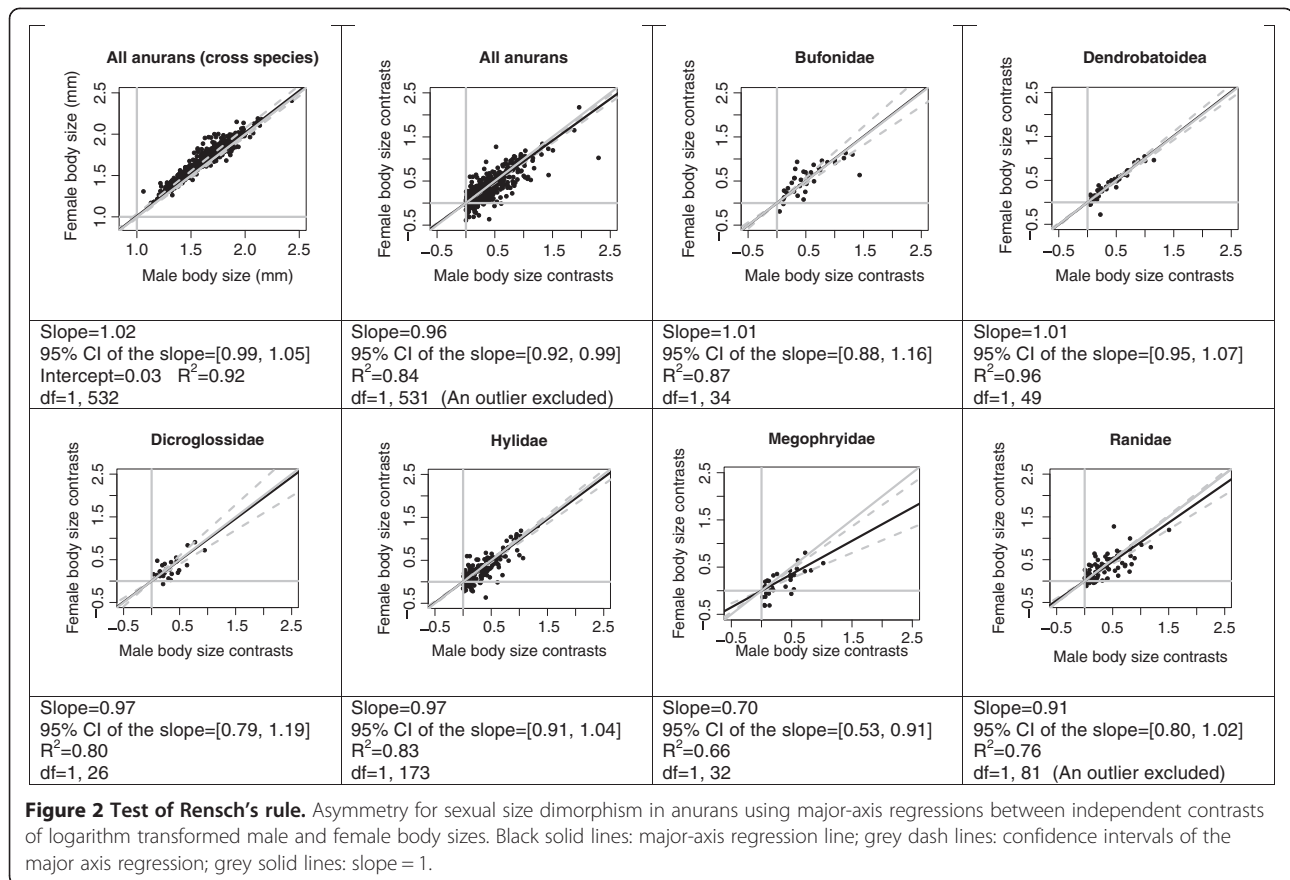 All anurans (cross species)
Female body size (mm)
2.5
2.0
1.5
1.0
1.0 1.5 2.0 2.5
Male body size (mm)
Slope=1.02
95% CI of the slope=[0.99, 1.05]
Intercept=0.03 R²=0.92
df=1, 532
All anurans
Female body size contrasts
2.5
1.5
0.5
−0.5
−0.5 0.5 1.5 2.5
Male body size contrasts
Slope=0.96
95% CI of the slope=[0.92, 0.99]
R²=0.84
df=1, 531 (An outlier excluded)
Bufonidae
Female body size contrasts
2.5
1.5
0.5
−0.5
−0.5 0.5 1.5 2.5
Male body size contrasts
Slope=1.01
95% CI of the slope=[0.88, 1.16]
R²=0.87
df=1, 34
Dendrobatoidea
Female body size contrasts
2.5
1.5
0.5
−0.5
−0.5 0.5 1.5 2.5
Male body size contrasts
Slope=1.01
95% CI of the slope=[0.95, 1.07]
R²=0.96
df=1, 49
Dicroglossidae
Female body size contrasts
2.5
1.5
0.5
−0.5
−0.5 0.5 1.5 2.5
Male body size contrasts
Slope=0.97
95% CI of the slope=[0.79, 1.19]
R²=0.80
df=1, 26
Hylidae
Female body size contrasts
2.5
1.5
0.5
−0.5
−0.5 0.5 1.5 2.5
Male body size contrasts
Slope=0.97
95% CI of the slope=[0.91, 1.04]
R²=0.83
df=1, 173
Megophryidae
Female body size contrasts
2.5
1.5
0.5
−0.5
−0.5 0.5 1.5 2.5
Male body size contrasts
Slope=0.70
95% CI of the slope=[0.53, 0.91]
R²=0.66
df=1, 32
Ranidae
Female body size contrasts
2.5
1.5
0.5
−0.5
−0.5 0.5 1.5 2.5
Male body size contrasts
Slope=0.91
95% CI of the slope=[0.80, 1.02]
R²=0.76
df=1, 81 (An outlier excluded)
Figure 2 Test of Rensch's rule. Asymmetry for sexual size dimorphism in anurans using major-axis regressions between independent contrasts
of logarithm transformed male and female body sizes. Black solid lines: major-axis regression line; grey dash lines: confidence intervals of the
major axis regression; grey solid lines: slope = 1.